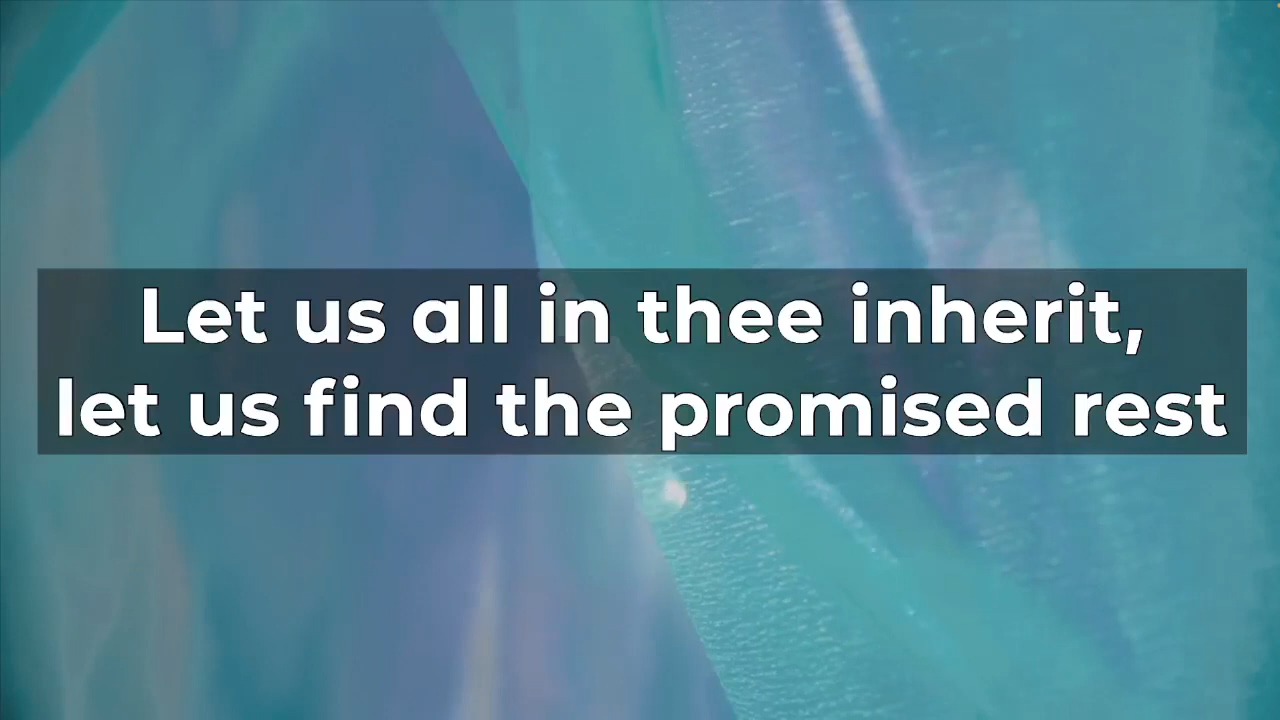 Let us all in thee inherit,
let us find the promised rest